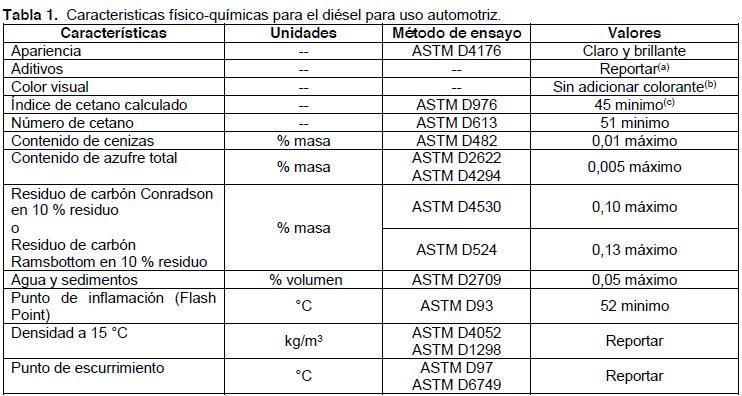 Tabla 1. Caracteristicas físico-químicas para el diésel para uso automotriz.
Características Unidades Método de ensayo Valores
Apariencia -- ASTM D4176 Claro y brillante
Aditivos -- -- Reportar(a)
Color visual -- -- Sin adicionar colorante(b)
Índice de cetano calculado -- ASTM D976 45 minimo(c)
Número de cetano -- ASTM D613 51 minimo
Contenido de cenizas % masa ASTM D482 0,01 máximo
Contenido de azufre total % masa ASTM D2622 0,005 máximo
ASTM D4294
Residuo de carbón Conradson
en 10 % residuo ASTM D4530 0,10 máximo
o % masa
Residuo de carbón
Ramsbottom en 10 % residuo ASTM D524 0,13 máximo
Agua y sedimentos % volumen ASTM D2709 0,05 máximo
Punto de inflamación (Flash
Point) °C ASTM D93 52 minimo
Densidad a 15 °C kg/m³ ASTM D4052 Reportar
ASTM D1298
Punto de escurrimiento °C ASTM D97 Reportar
ASTM D6749